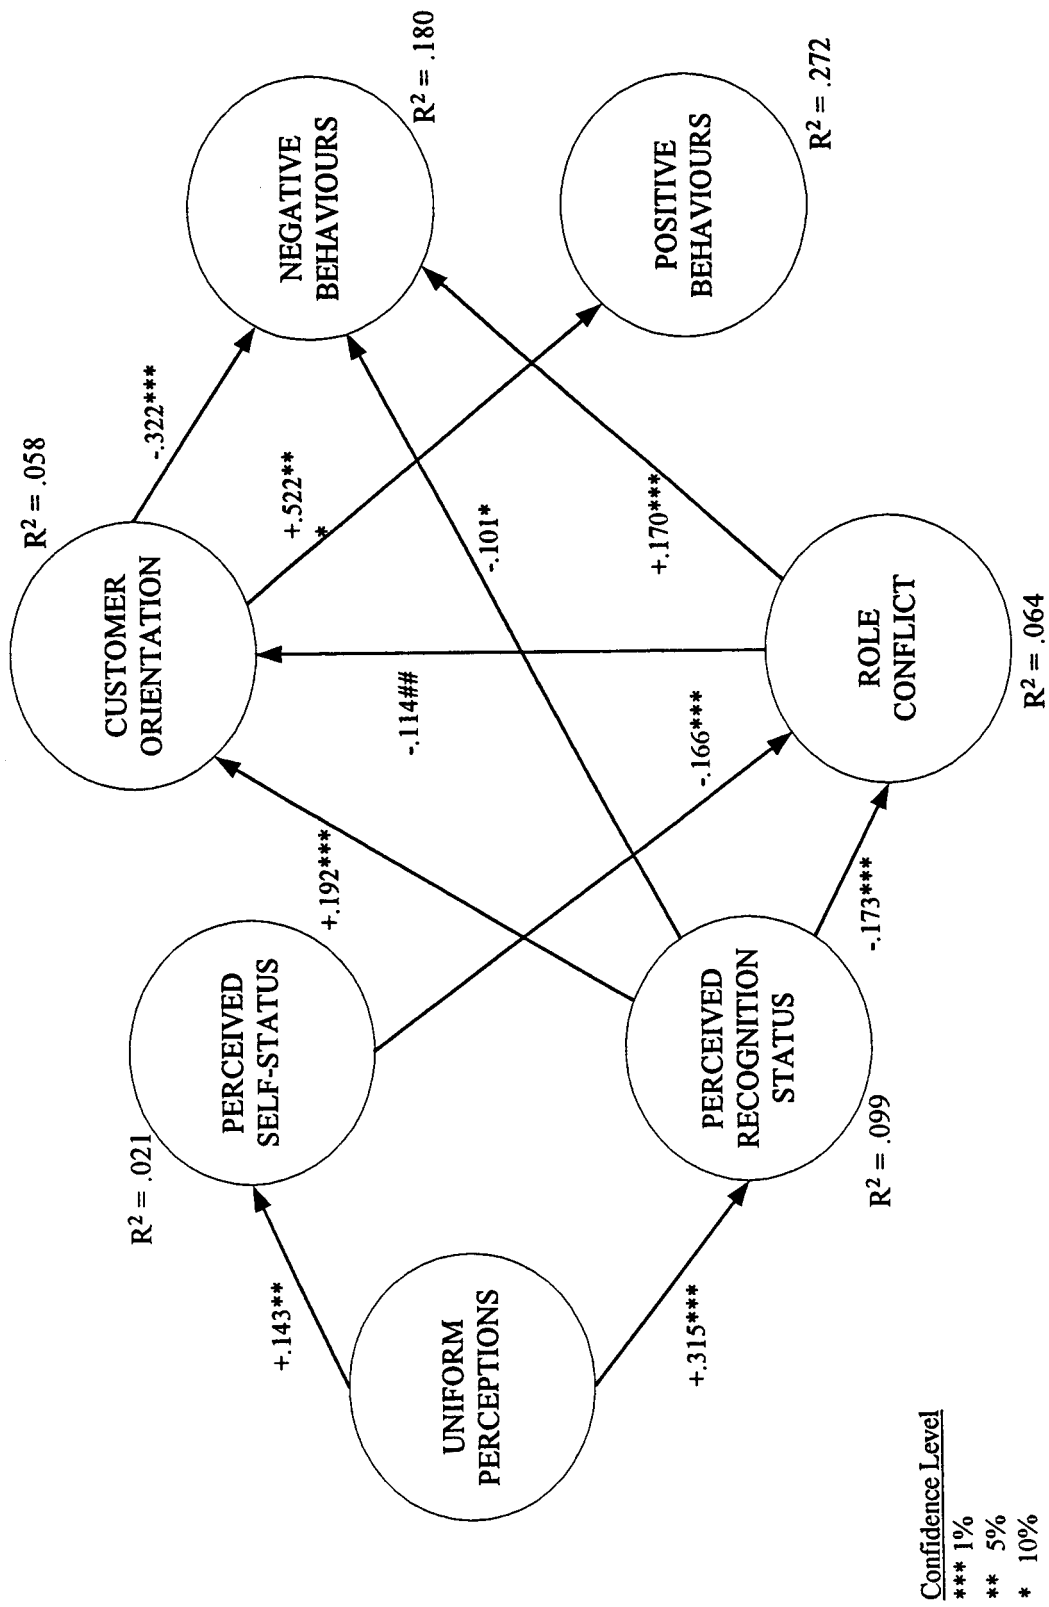 R² = .058
CUSTOMER
ORIENTATION
-.322***
NEGATIVE
BEHAVIOURS
R² = .180
R² = .021
PERCEIVED
SELF-STATUS
+.192***
-.114##
+.522**
*
-.101*
+.143**
UNIFORM
PERCEPTIONS
+.315***
-.166***
+.170***
POSITIVE
BEHAVIOURS
R² = .272
PERCEIVED
RECOGNITION
STATUS
R² = .099
-.173***
ROLE
CONFLICT
R² = .064
Confidence Level
*** 1%
** 5%
* 10%